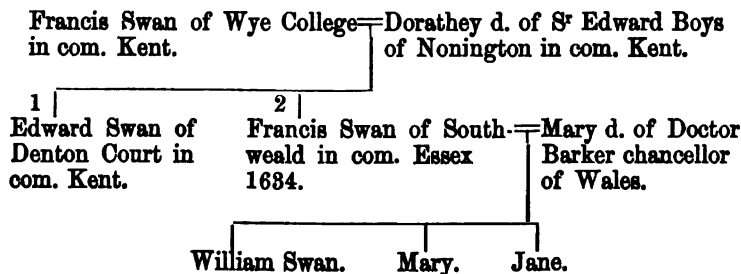 Francis Swan of Wye College=Dorathey d. of Sʳ Edward Boys
in com. Kent. of Nonington in com. Kent.
1 2
Edward Swan of Francis Swan of South-=Mary d. of Doctor
Denton Court in weald in com. Essex Barker chancellor
com. Kent. 1634. of Wales.
William Swan. Mary. Jane.